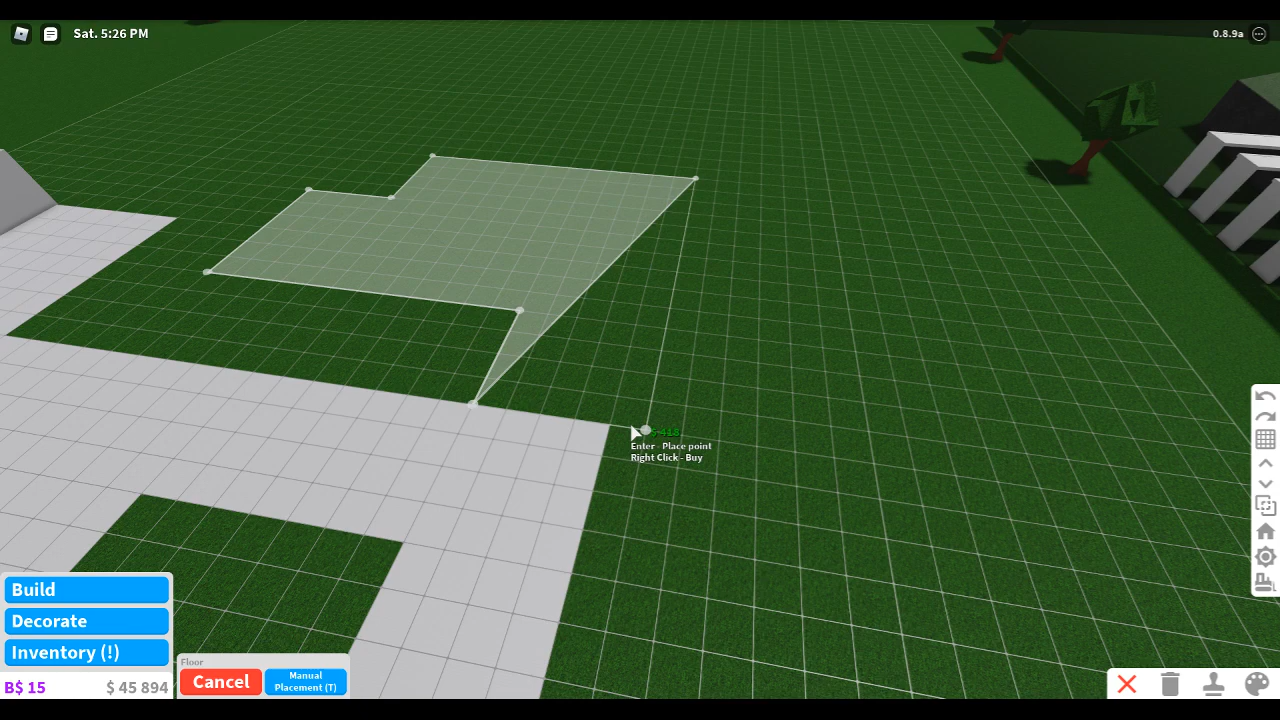 Sat. 5:26 PM
0.8.9a
Enter - Place point
Right Click - Buy
Build
Decorate
Inventory (!)
B$ 15
$ 45 894
Floor
Cancel
Manual
Placement (T)